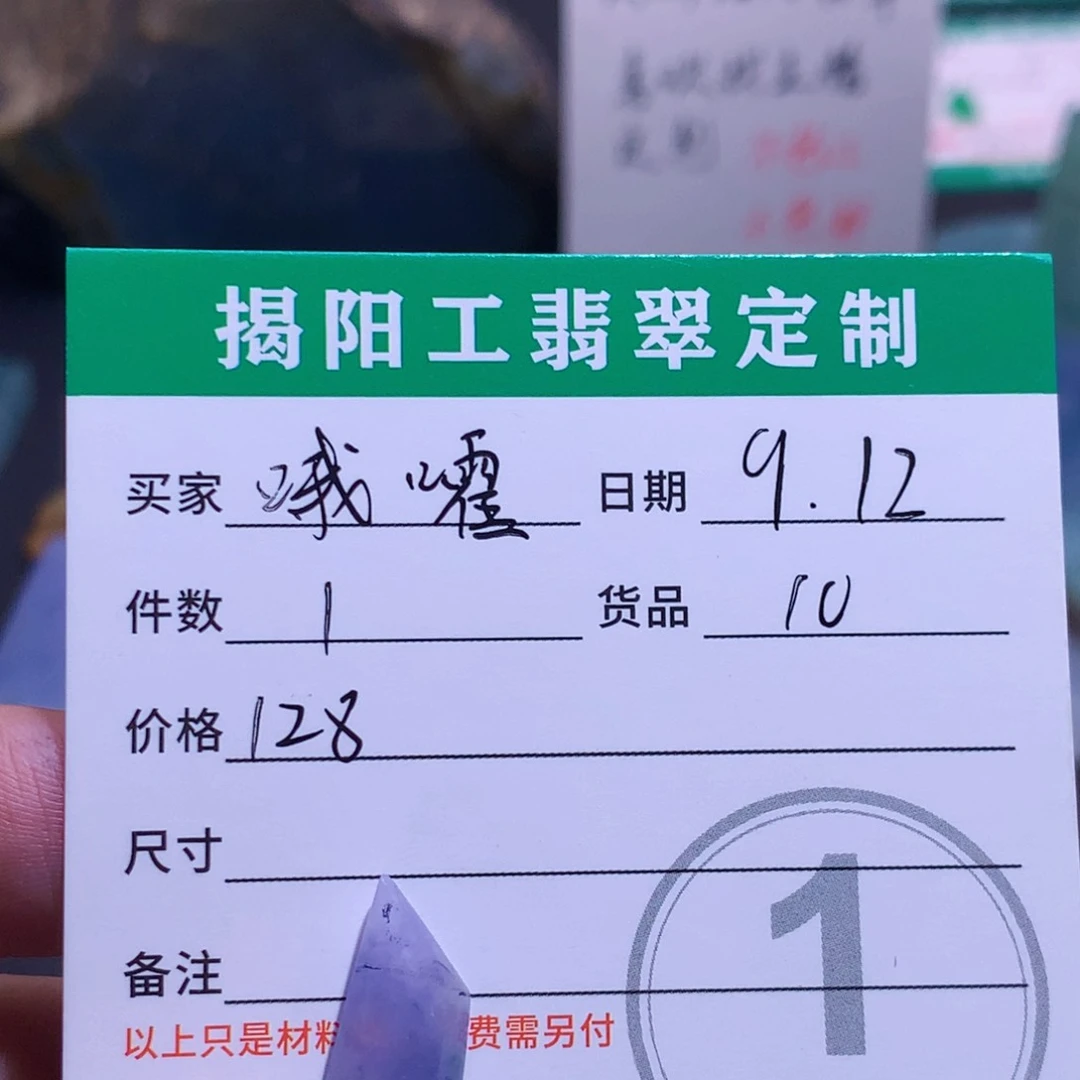 揭阳工翡翠定制
买家 哦嚯 日期 9.12
件数 1 货品 10
价格 128
尺寸
备注
以上只是材料 费需另付
1